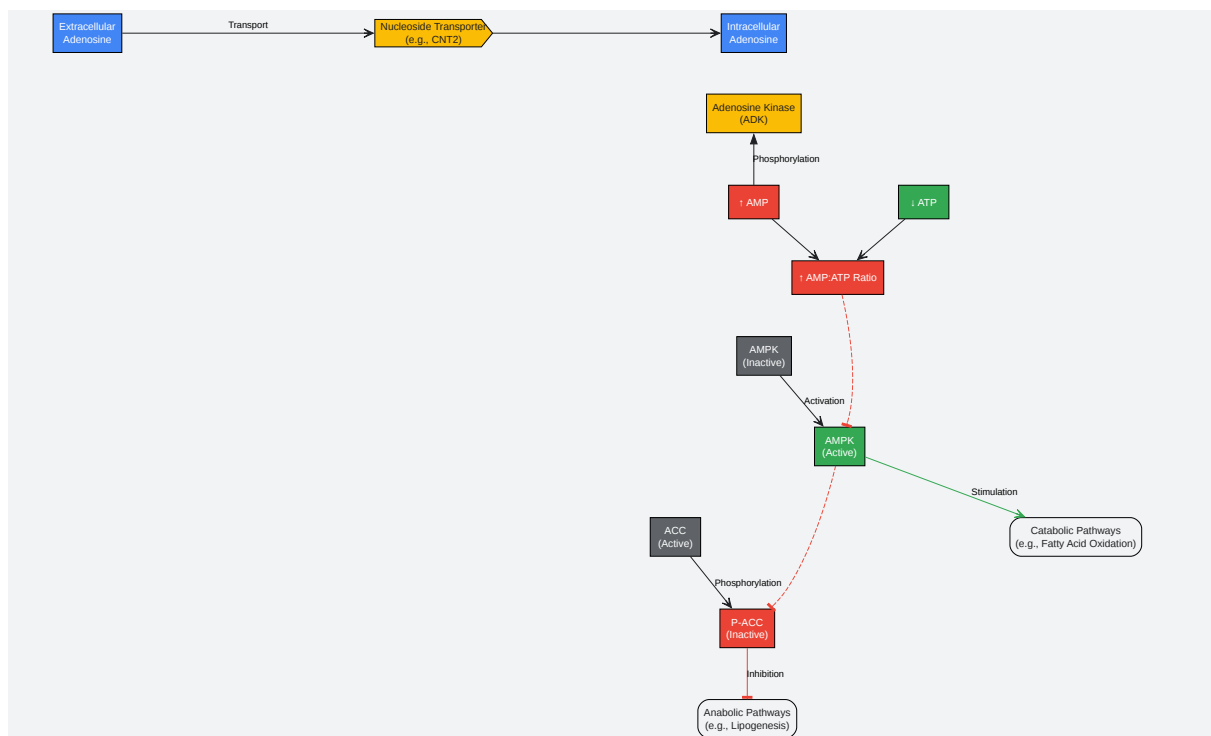 Extracellular
Adenosine
Transport
Nucleoside Transporter
(e.g., CNT2)
Intracellular
Adenosine
Adenosine Kinase
(ADK)
Phosphorylation
↑ AMP
↓ ATP
↑ AMP:ATP Ratio
AMPK
(Inactive)
Activation
AMPK
(Active)
Stimulation
Catabolic Pathways
(e.g., Fatty Acid Oxidation)
ACC
(Active)
Phosphorylation
P-ACC
(Inactive)
Inhibition
Anabolic Pathways
(e.g., Lipogenesis)